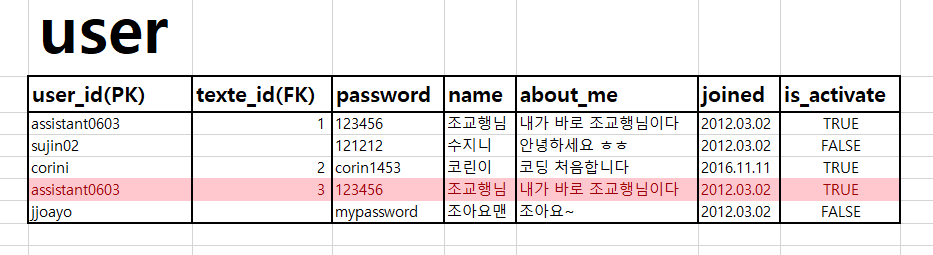 user
user_id(PK) texte_id(FK) password name about_me joined is_activate
assistant0603 1 123456 조교행님 내가 바로 조교행님이다 2012.03.02 TRUE
sujin02 121212 수지니 안녕하세요 ㅎㅎ 2012.03.02 FALSE
corini 2 corin1453 코린이 코딩 처음합니다 2016.11.11 TRUE
assistant0603 3 123456 조교행님 내가 바로 조교행님이다 2012.03.02 TRUE
jjoayo mypassword 조아요맨 조아요~ 2012.03.02 FALSE